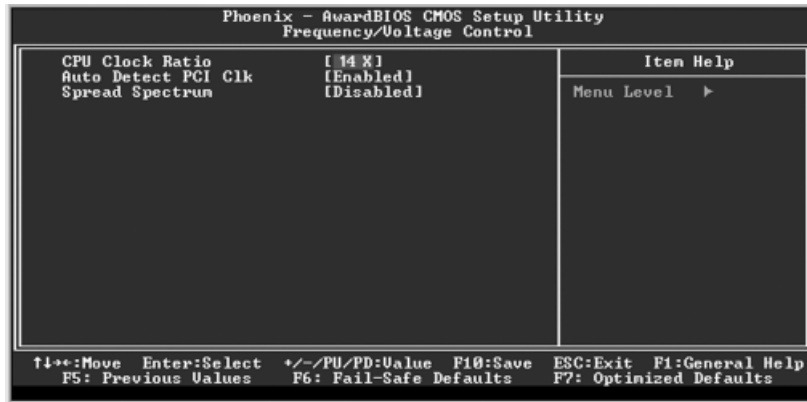 Phoenix - AwardBIOS CMOS Setup Utility
Frequency/Voltage Control
CPU Clock Ratio [ 14 X]
Auto Detect PCI Clk [Enabled]
Spread Spectrum [Disabled]
Item Help
Menu Level ►
↑↓→←:Move Enter:Select +/-/PU/PD:Value F10:Save ESC:Exit F1:General Help
F5: Previous Values F6: Fail-Safe Defaults F7: Optimized Defaults